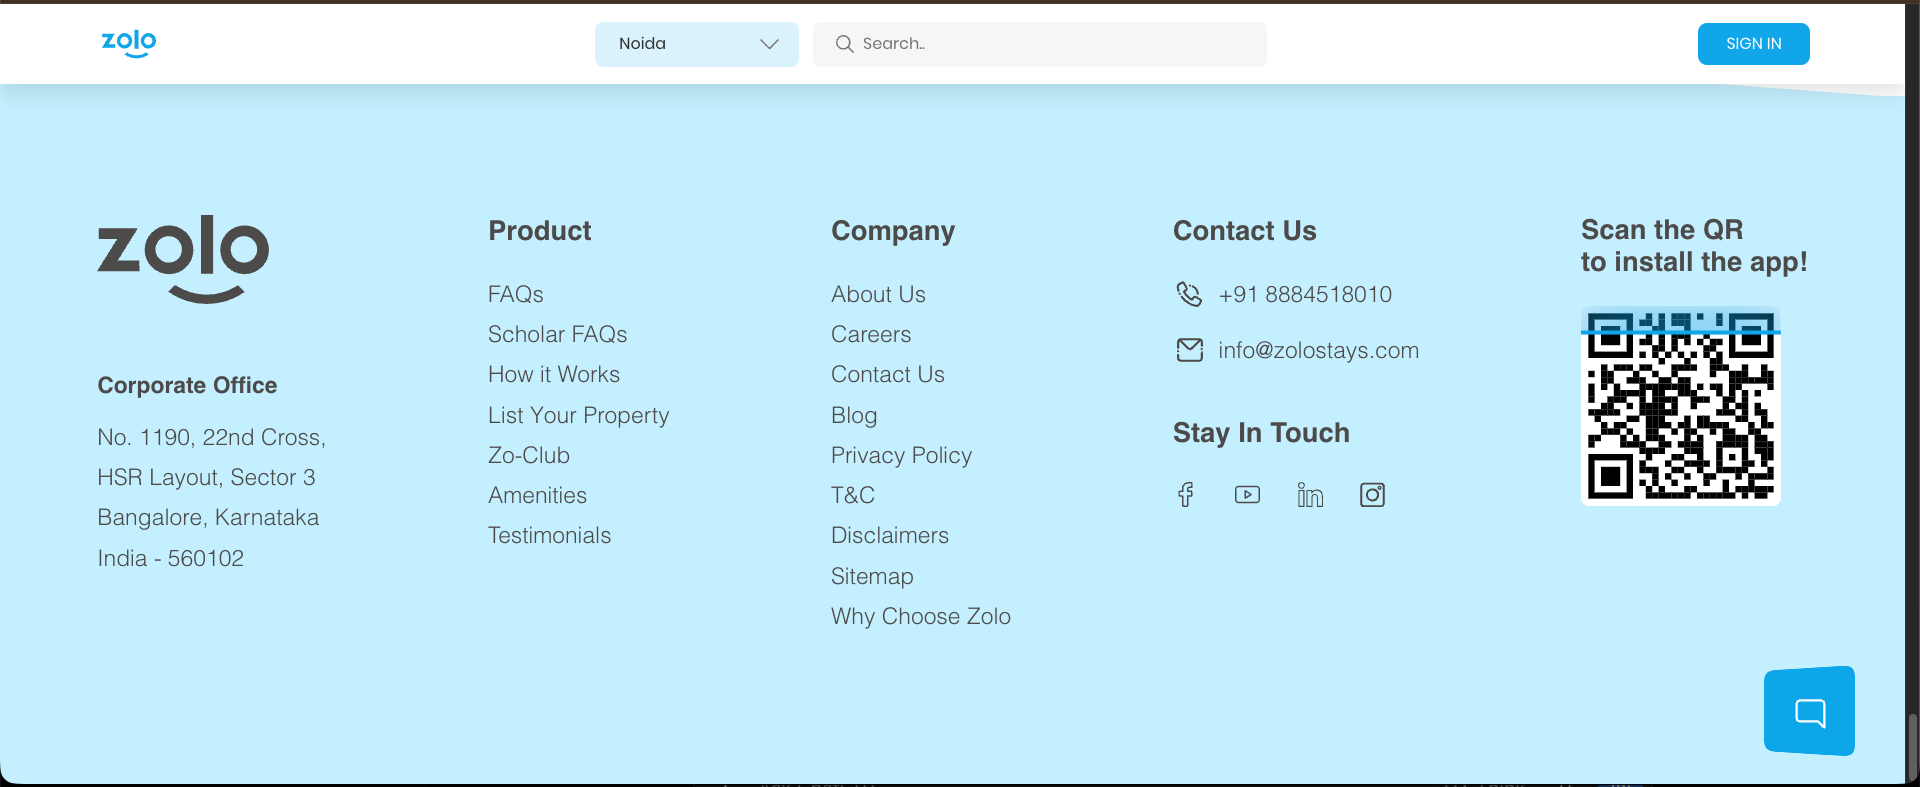 zolo
Noida
Search..
SIGN IN
zolo
Corporate Office
No. 1190, 22nd Cross,
HSR Layout, Sector 3
Bangalore, Karnataka
India - 560102
Product
FAQs
Scholar FAQs
How it Works
List Your Property
Zo-Club
Amenities
Testimonials
Company
About Us
Careers
Contact Us
Blog
Privacy Policy
T&C
Disclaimers
Sitemap
Why Choose Zolo
Contact Us
+91 8884518010
info@zolostays.com
Stay In Touch
Scan the QR
to install the app!